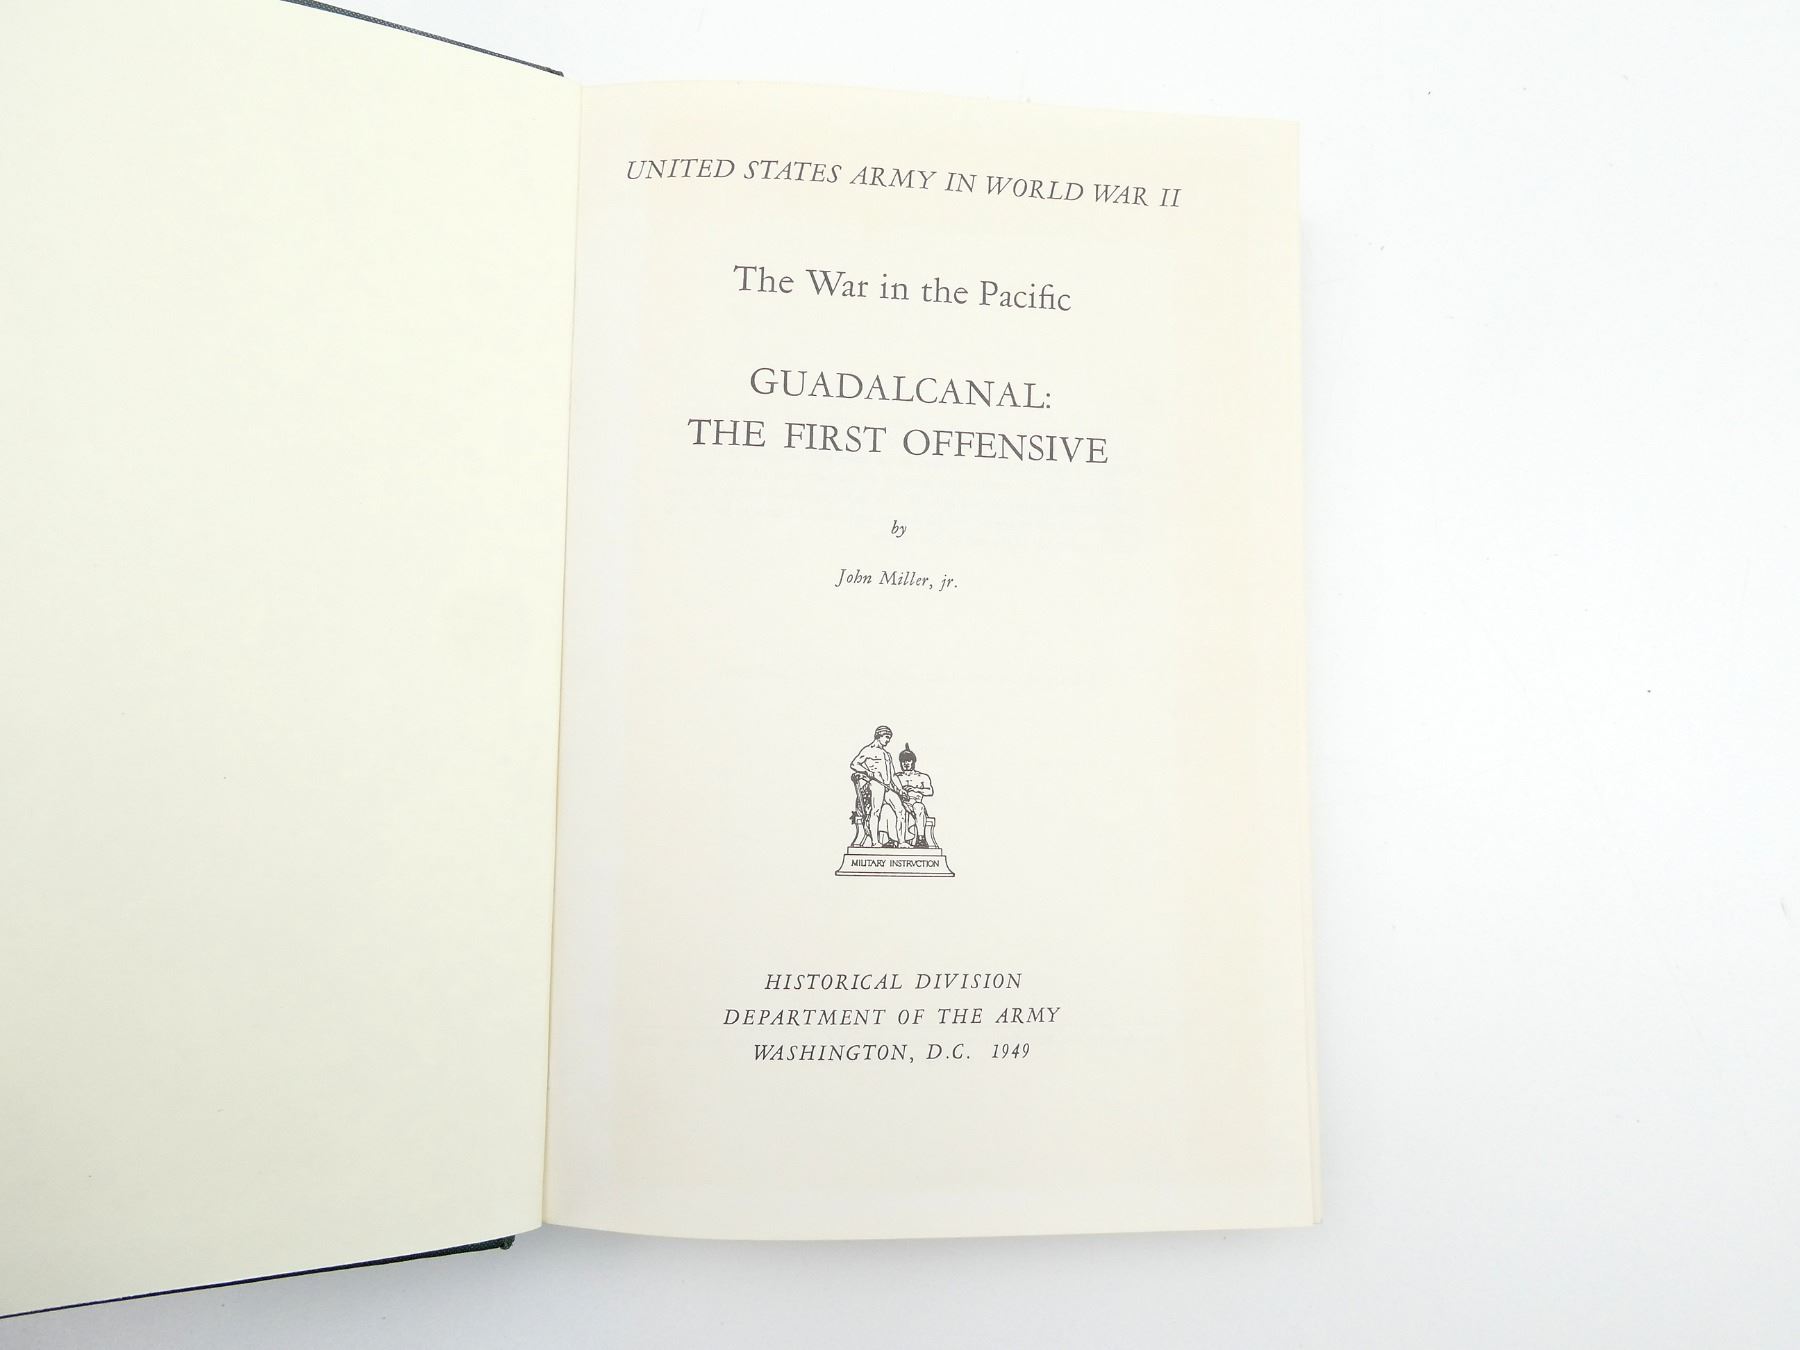 UNITED STATES ARMY IN WORLD WAR II
The War in the Pacific
GUADALCANAL:
THE FIRST OFFENSIVE
by
John Miller, jr.
MILITARY INSTRVCTION
HISTORICAL DIVISION
DEPARTMENT OF THE ARMY
WASHINGTON, D.C. 1949